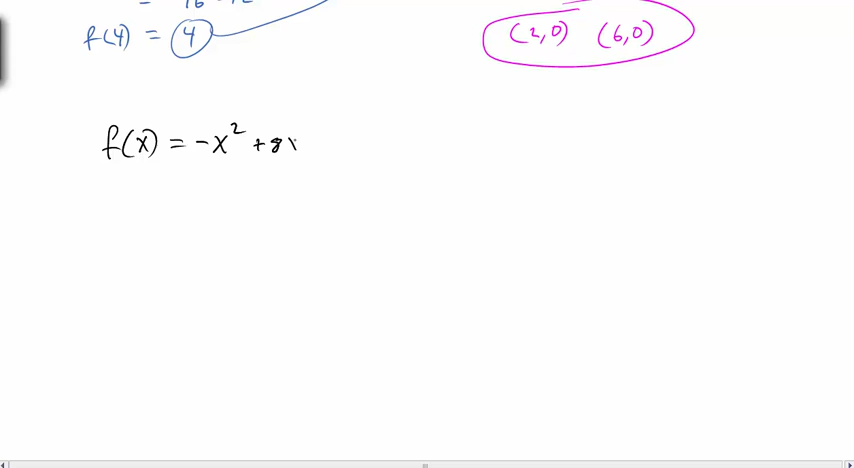 f(4) = 4
(2,0) (6,0)
f(x) = -x² + 8